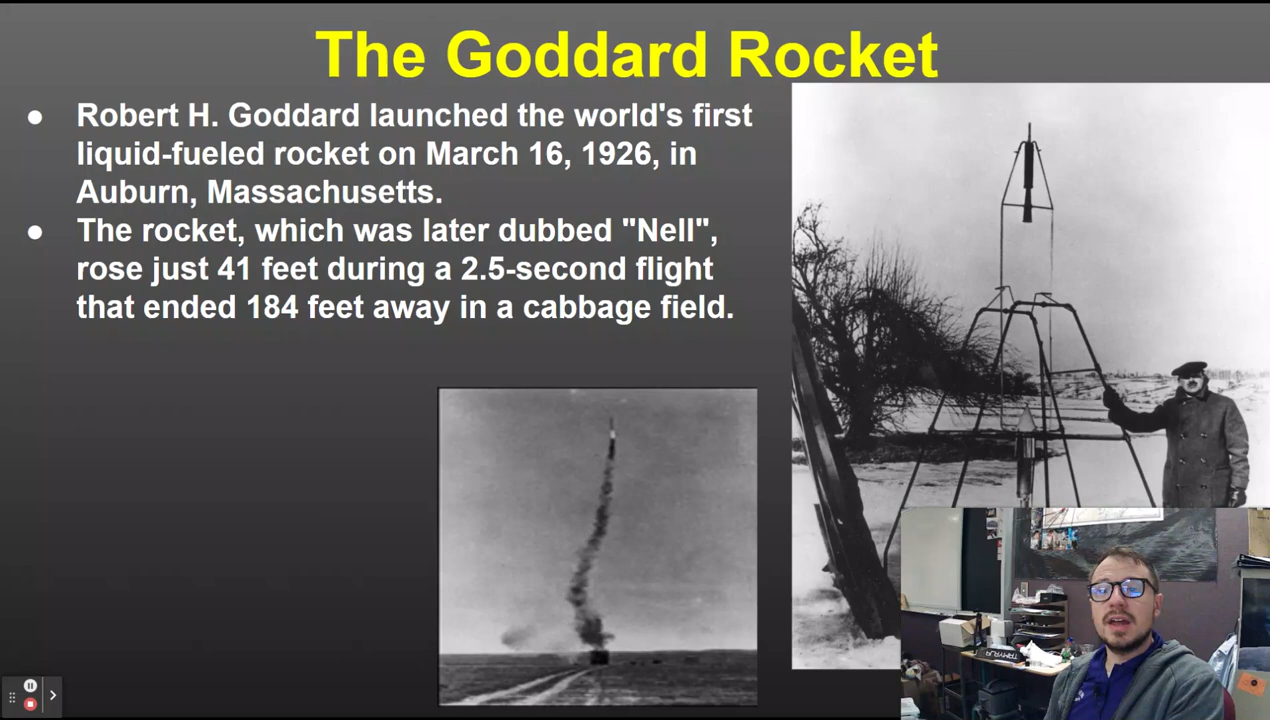 The Goddard Rocket
● Robert H. Goddard launched the world's first
liquid-fueled rocket on March 16, 1926, in
Auburn, Massachusetts.
● The rocket, which was later dubbed "Nell",
rose just 41 feet during a 2.5-second flight
that ended 184 feet away in a cabbage field.